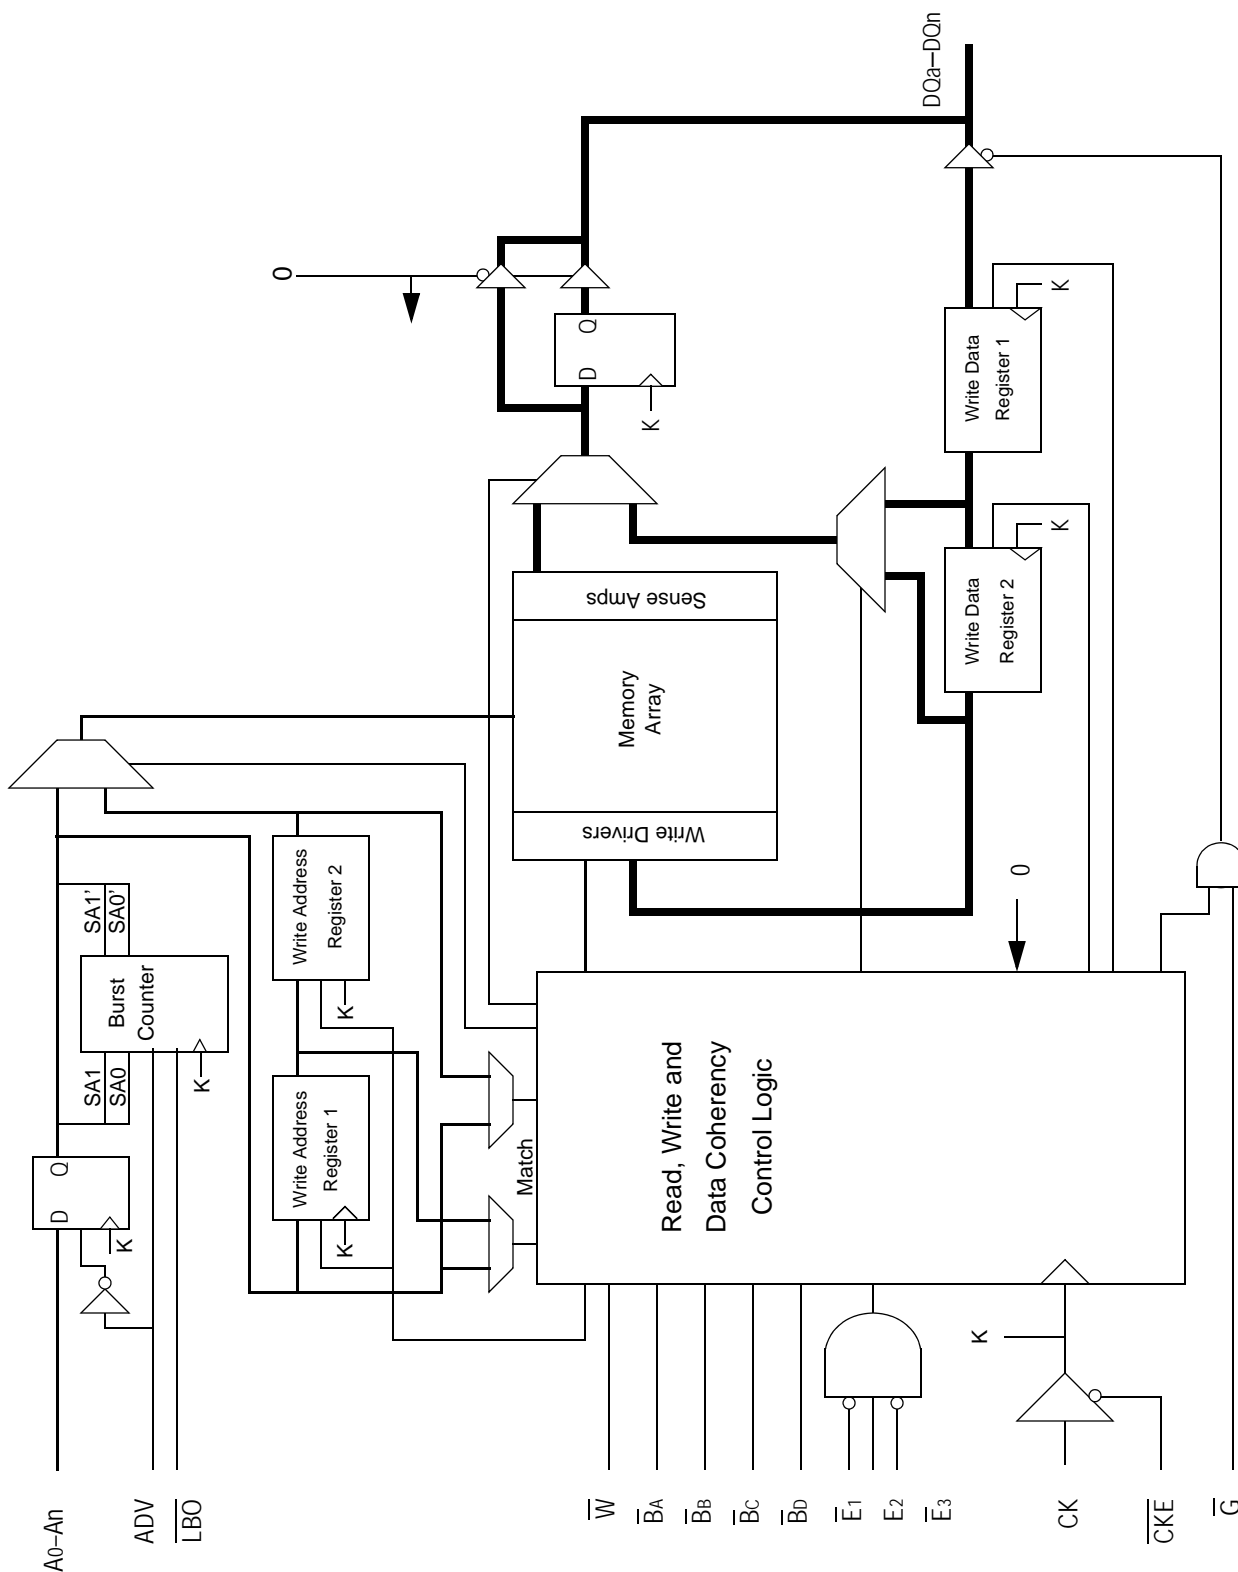 A0–An
ADV
LBO
W
BA
BB
BC
BD
E1
E2
E3
CK
CKE
G
D
Q
K
SA1
SA0
Burst
Counter
SA1’
SA0’
K
Write Address
Register 1
K
Write Address
Register 2
K
Match
Read, Write and
Data Coherency
Control Logic
K
0
Write Drivers
Memory
Array
Sense Amps
D
Q
K
0
Write Data
Register 2
K
Write Data
Register 1
K
DQa–DQn